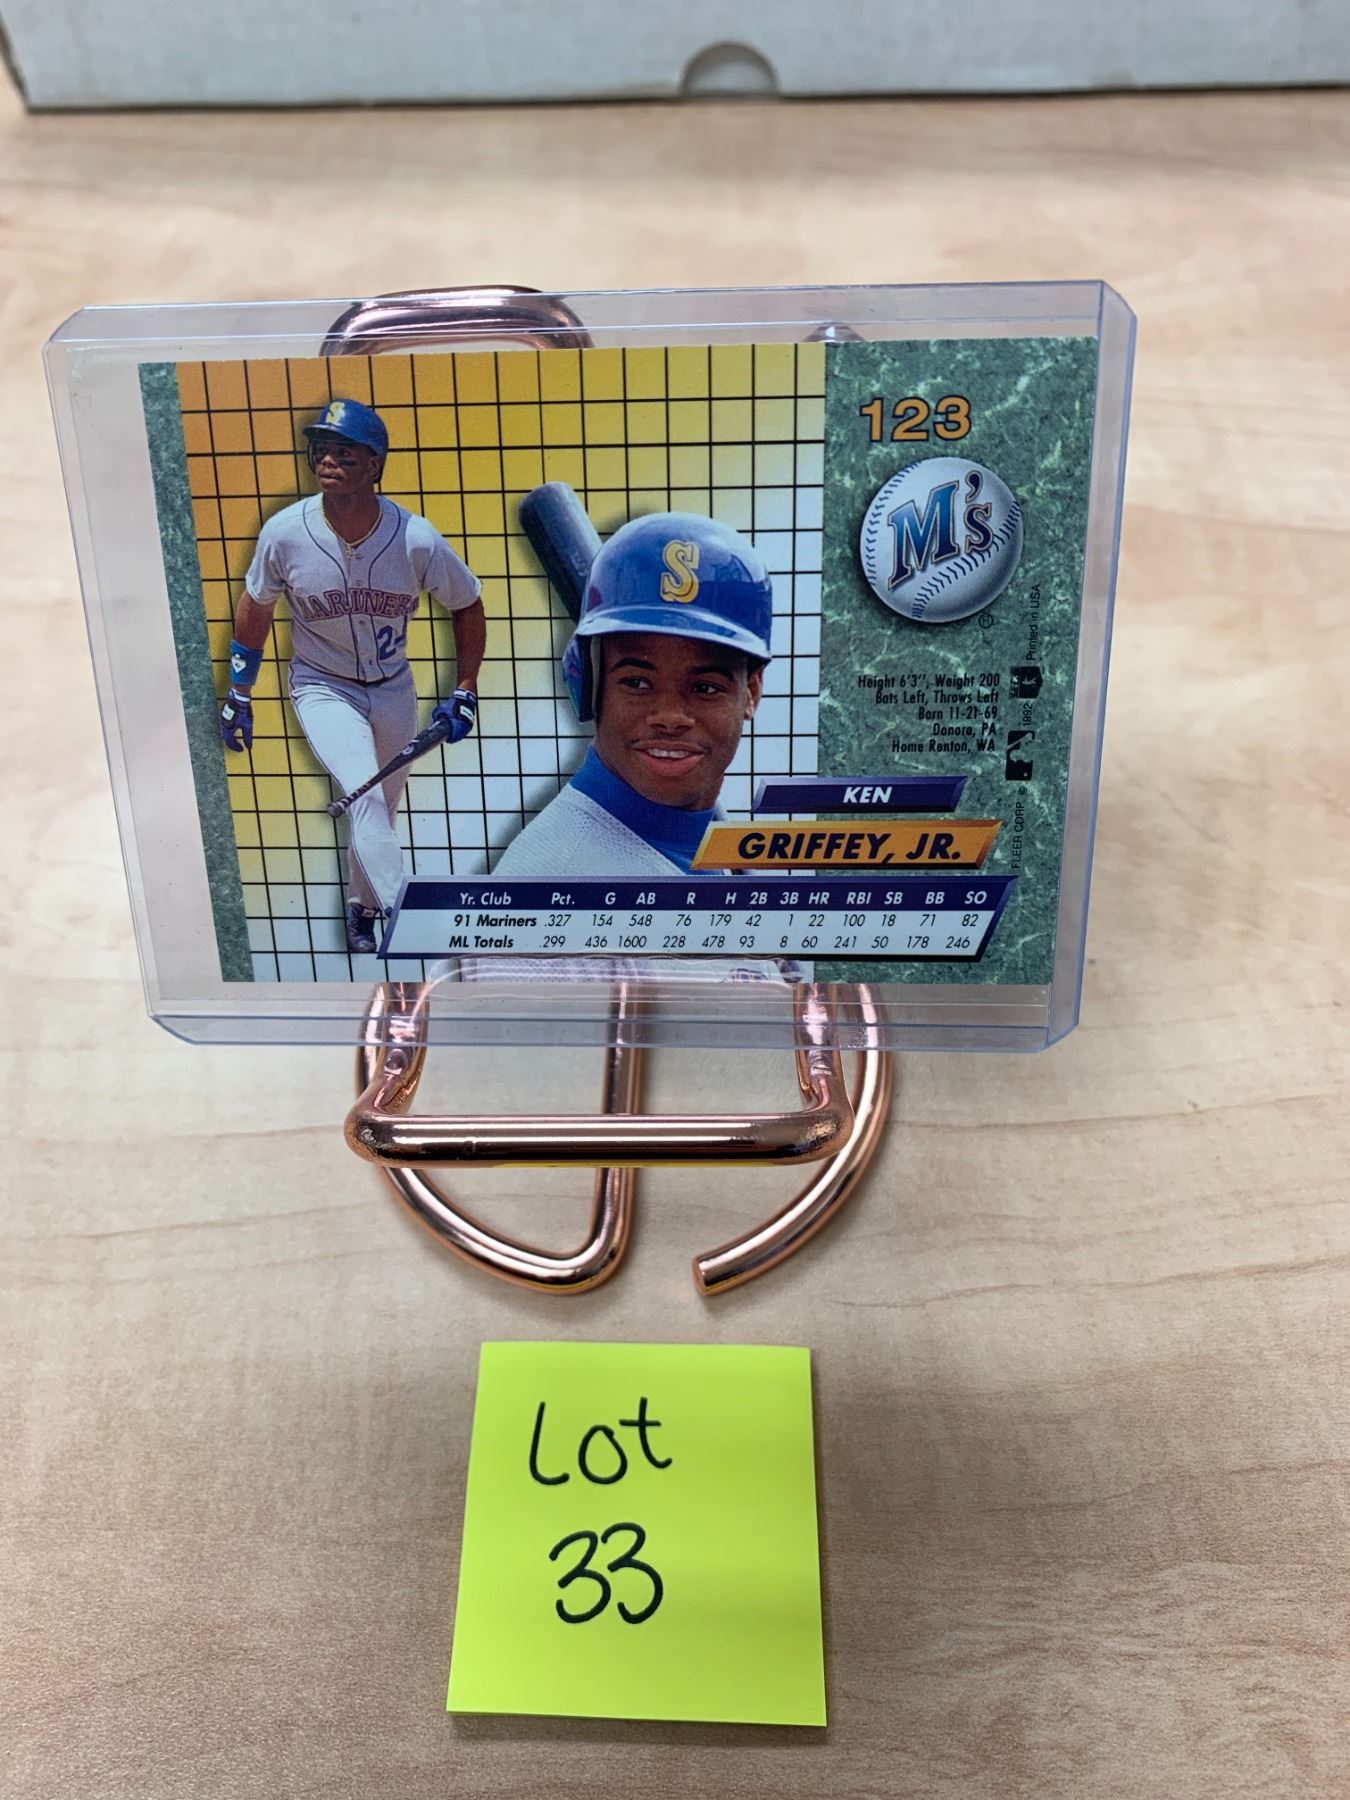 123
M's
S
S
MARINERS
24
Height 6'3", Weight 200
Bats Left, Throws Left
Born 11-21-69
Donora, PA
Home Renton, WA
FLEER CORP. © 1992 Printed in USA
KEN
GRIFFEY, JR.
Yr. Club Pct. G AB R H 2B 3B HR RBI SB BB SO
91 Mariners .327 154 548 76 179 42 1 22 100 18 71 82
ML Totals .299 436 1600 228 478 93 8 60 241 50 178 246
Lot
33